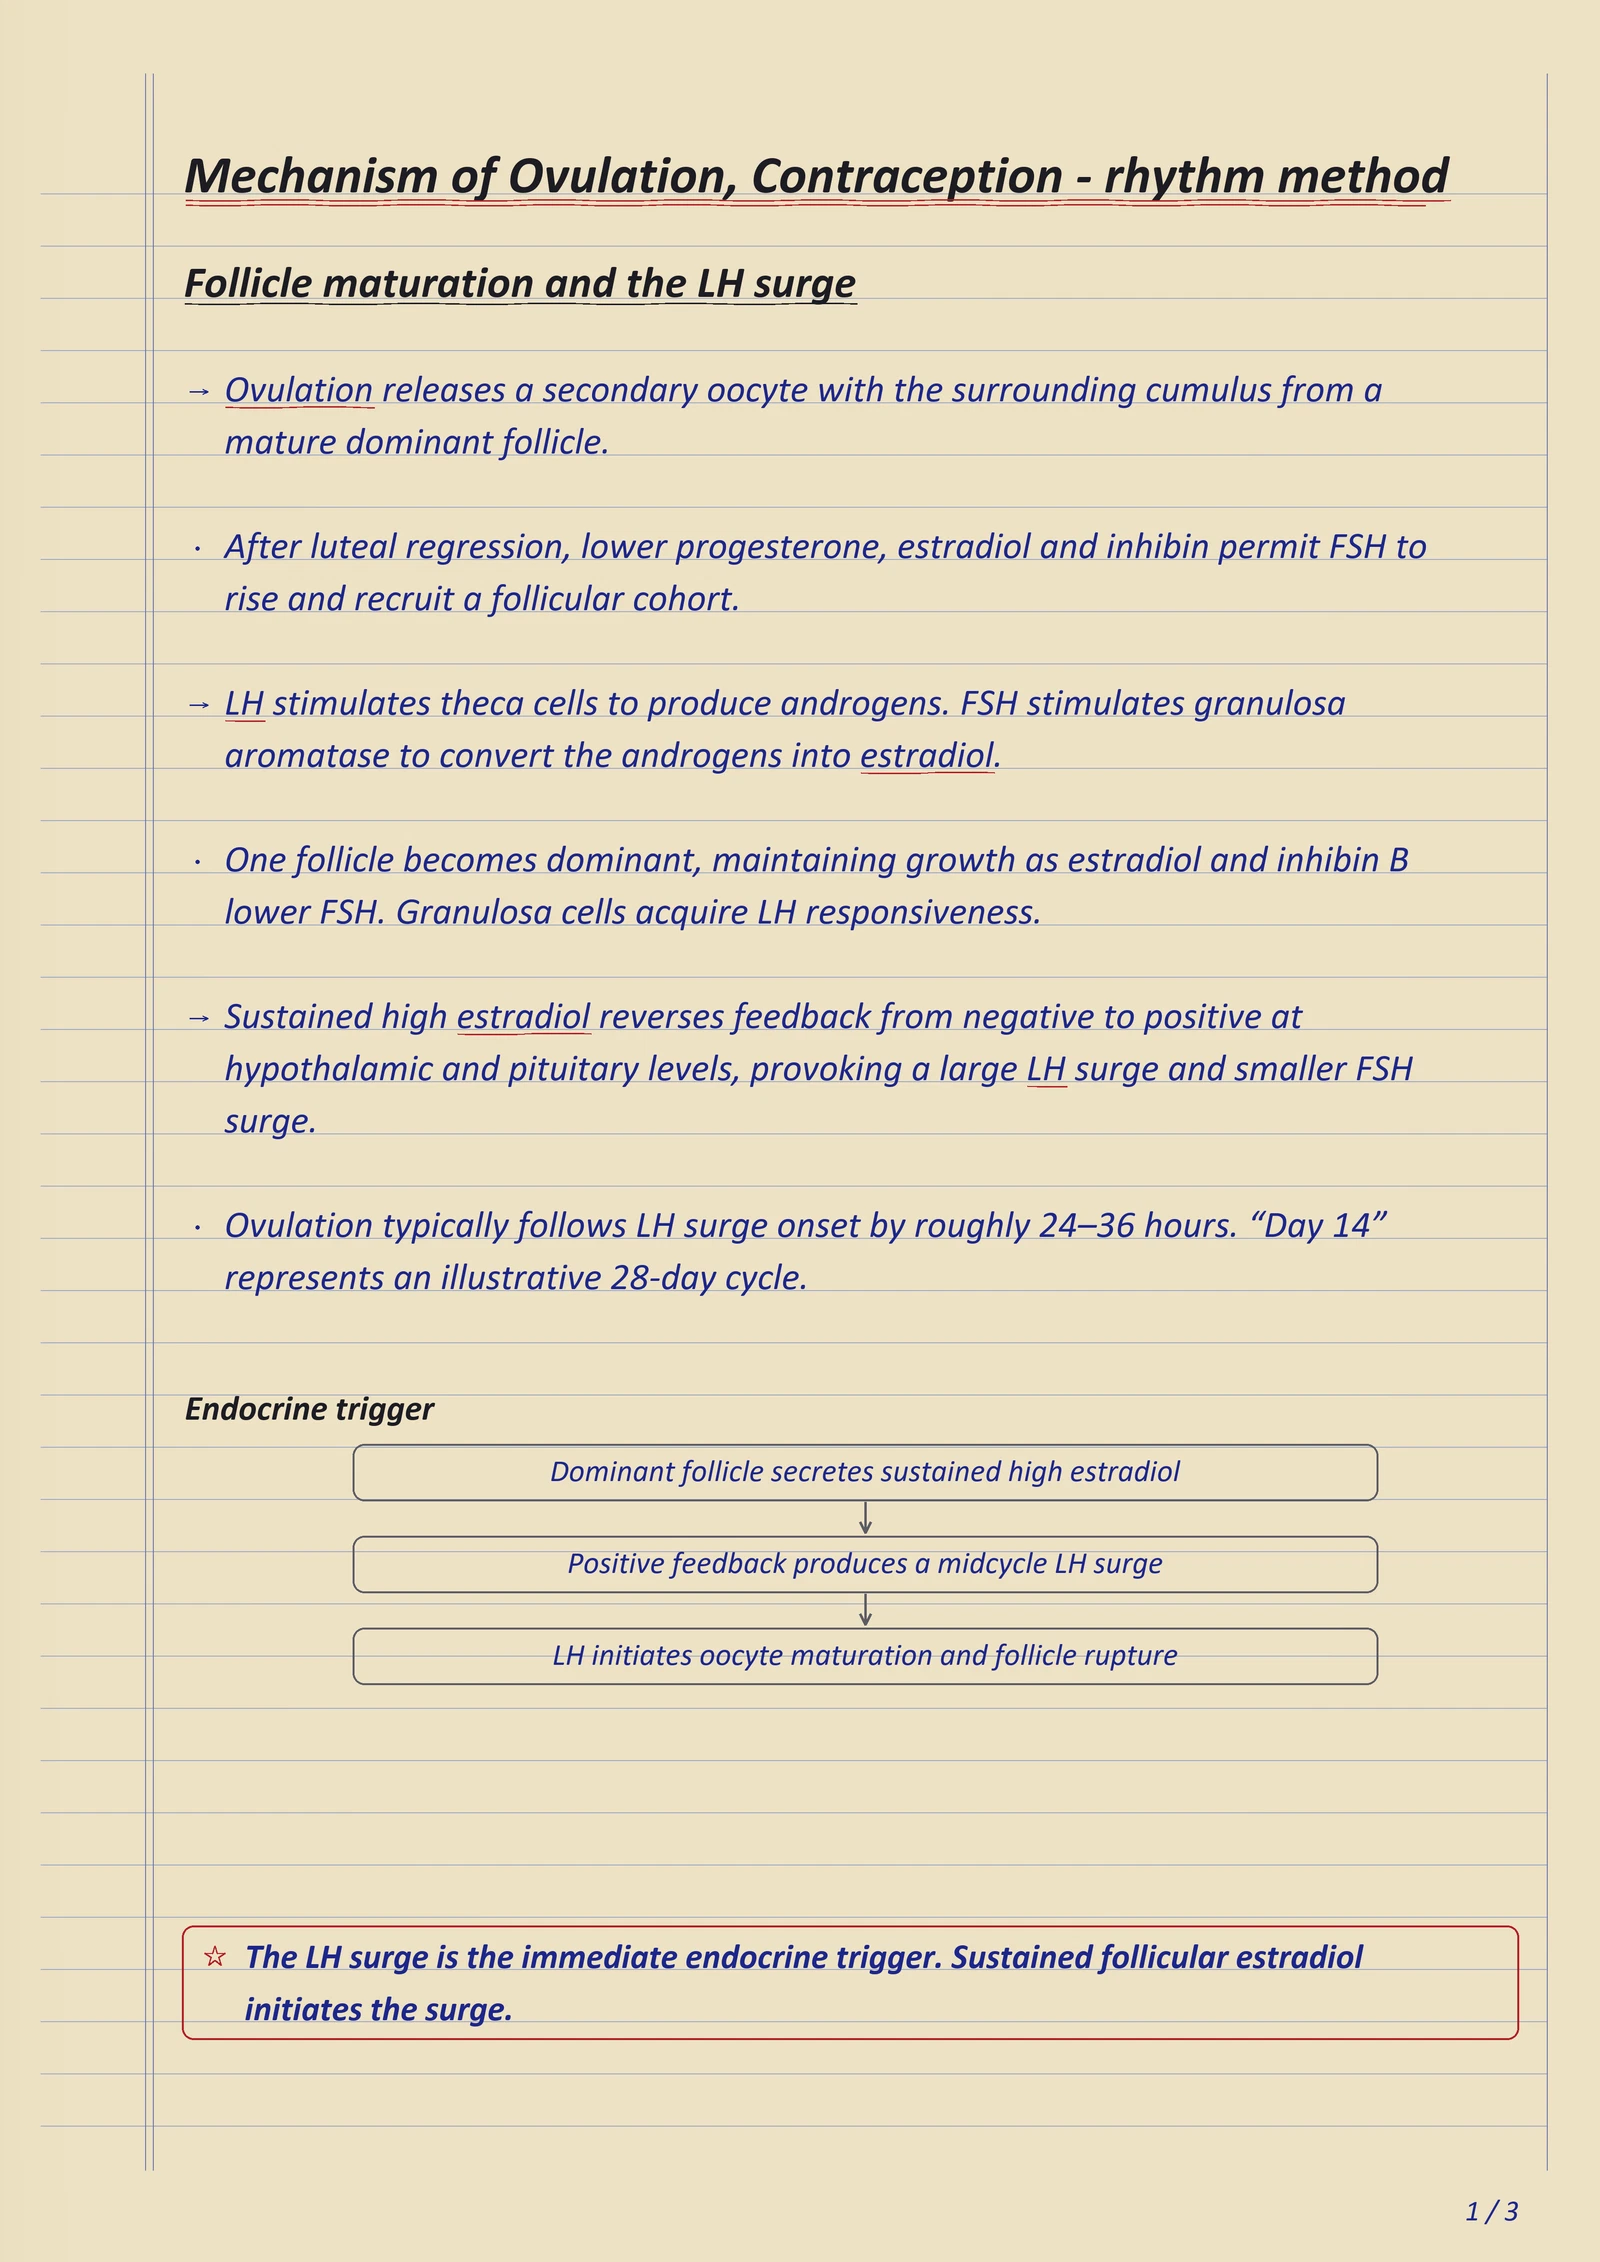 Mechanism of Ovulation, Contraception - rhythm method
Follicle maturation and the LH surge
→ Ovulation releases a secondary oocyte with the surrounding cumulus from a
mature dominant follicle.
· After luteal regression, lower progesterone, estradiol and inhibin permit FSH to
rise and recruit a follicular cohort.
→ LH stimulates theca cells to produce androgens. FSH stimulates granulosa
aromatase to convert the androgens into estradiol.
· One follicle becomes dominant, maintaining growth as estradiol and inhibin B
lower FSH. Granulosa cells acquire LH responsiveness.
→ Sustained high estradiol reverses feedback from negative to positive at
hypothalamic and pituitary levels, provoking a large LH surge and smaller FSH
surge.
· Ovulation typically follows LH surge onset by roughly 24–36 hours. “Day 14”
represents an illustrative 28-day cycle.
Endocrine trigger
Dominant follicle secretes sustained high estradiol
Positive feedback produces a midcycle LH surge
LH initiates oocyte maturation and follicle rupture
☆ The LH surge is the immediate endocrine trigger. Sustained follicular estradiol
initiates the surge.
1 / 3